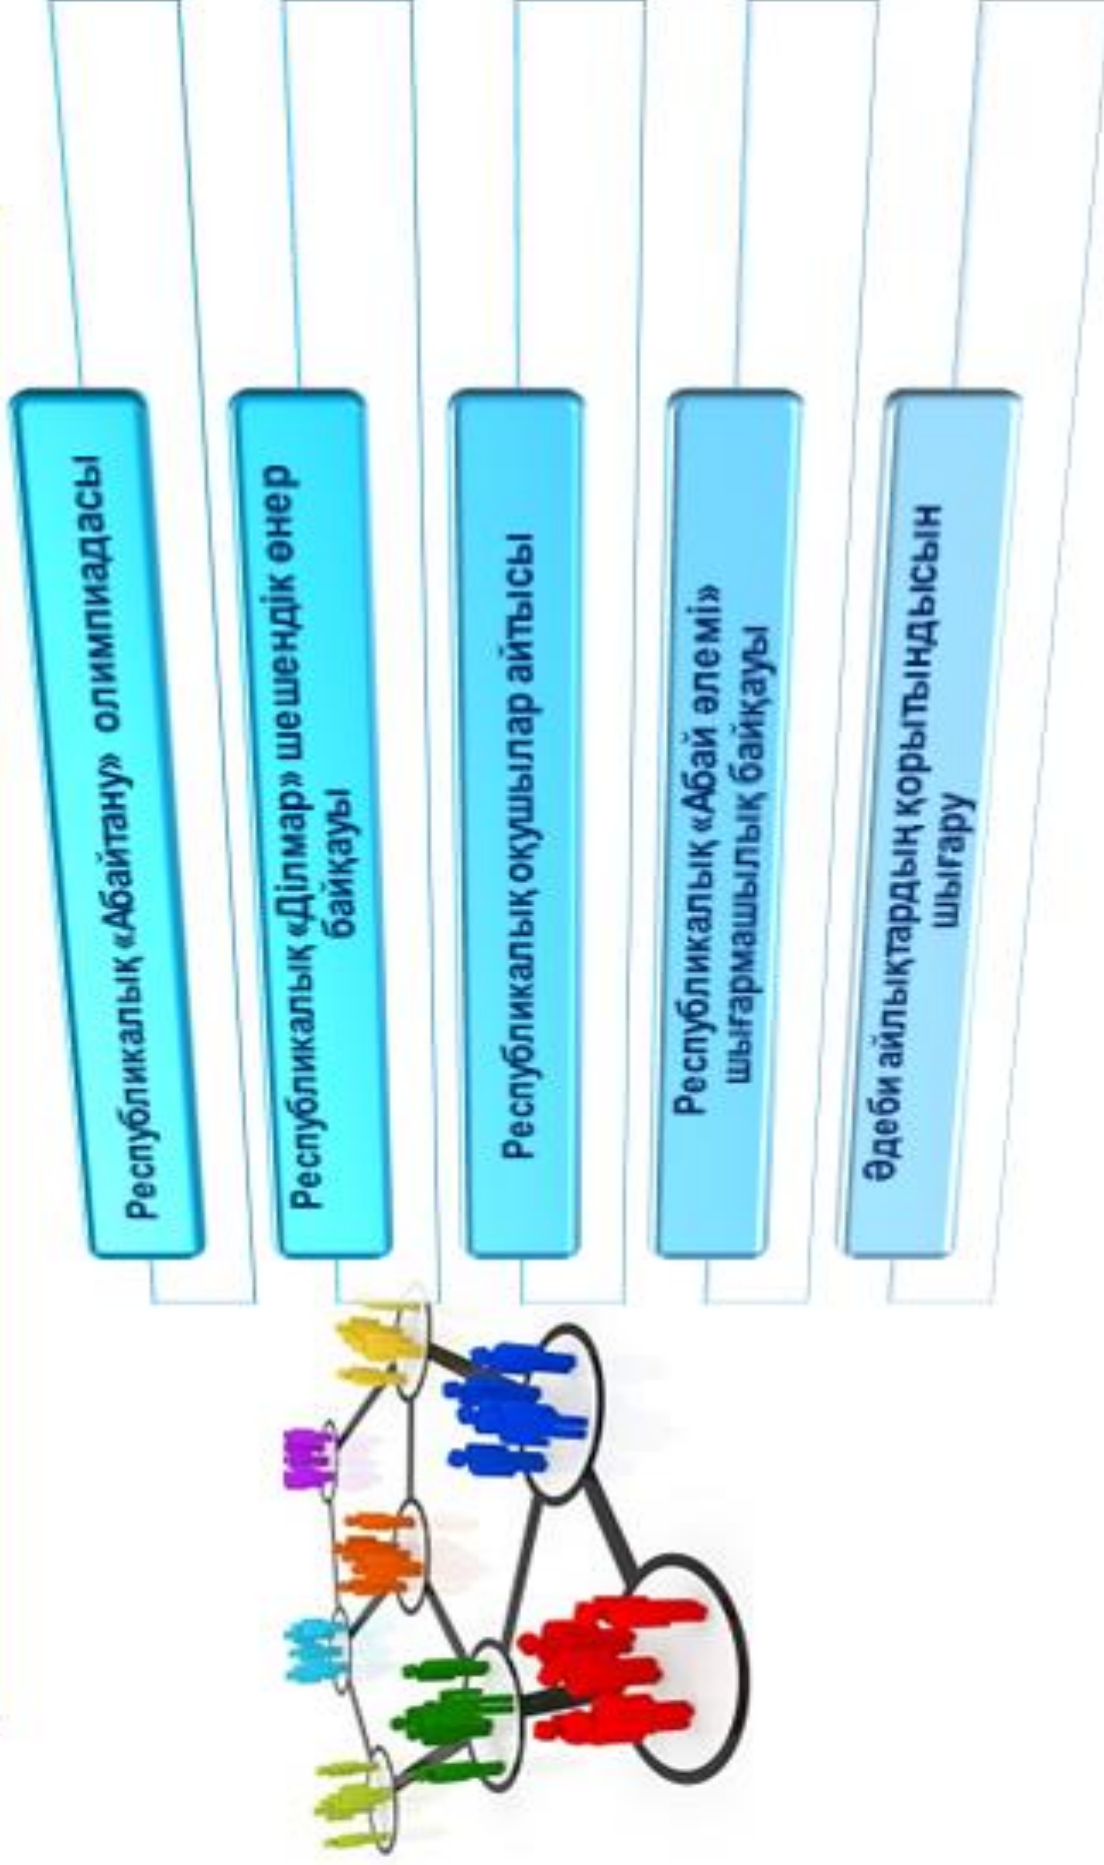 Республикалық «Абайтану» олимпиадасы
Республикалық «Ділмар» шешендік өнер
байқауы
Республикалық оқушылар айтысы
Республикалық «Абай әлемі»
шығармашылық байқауы
Әдеби айлықтардың қорытындысын
шығару